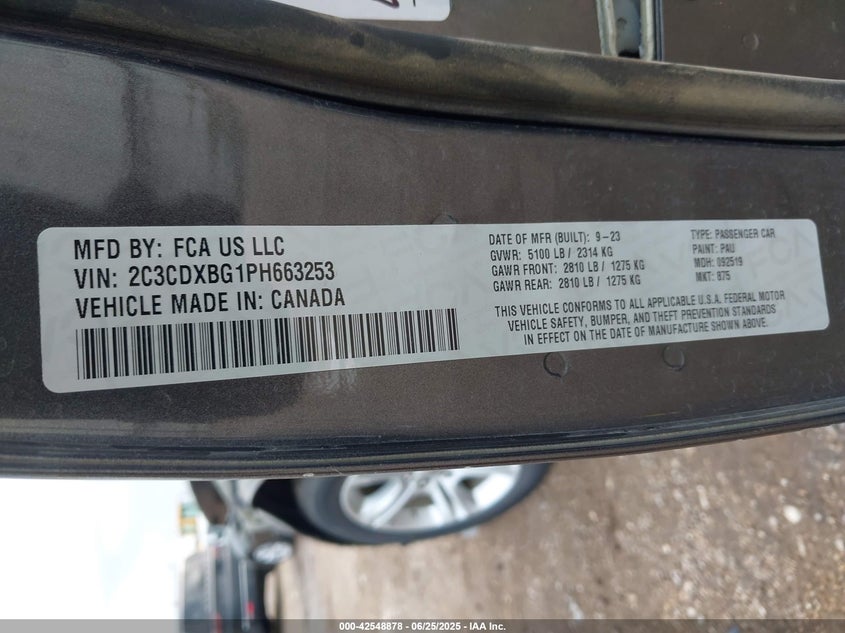 MFD BY: FCA US LLC
VIN: 2C3CDXBG1PH663253
VEHICLE MADE IN: CANADA
DATE OF MFR (BUILT): 9-23
GVWR: 5100 LB / 2314 KG
GAWR FRONT: 2810 LB / 1275 KG
GAWR REAR: 2810 LB / 1275 KG
TYPE: PASSENGER CAR
PAINT: PAU
MDH: 092519
MKT: 875
THIS VEHICLE CONFORMS TO ALL APPLICABLE U.S.A. FEDERAL MOTOR
VEHICLE SAFETY, BUMPER, AND THEFT PREVENTION STANDARDS
IN EFFECT ON THE DATE OF MANUFACTURE SHOWN ABOVE.
000-42548878 - 06/25/2025 - IAA Inc.